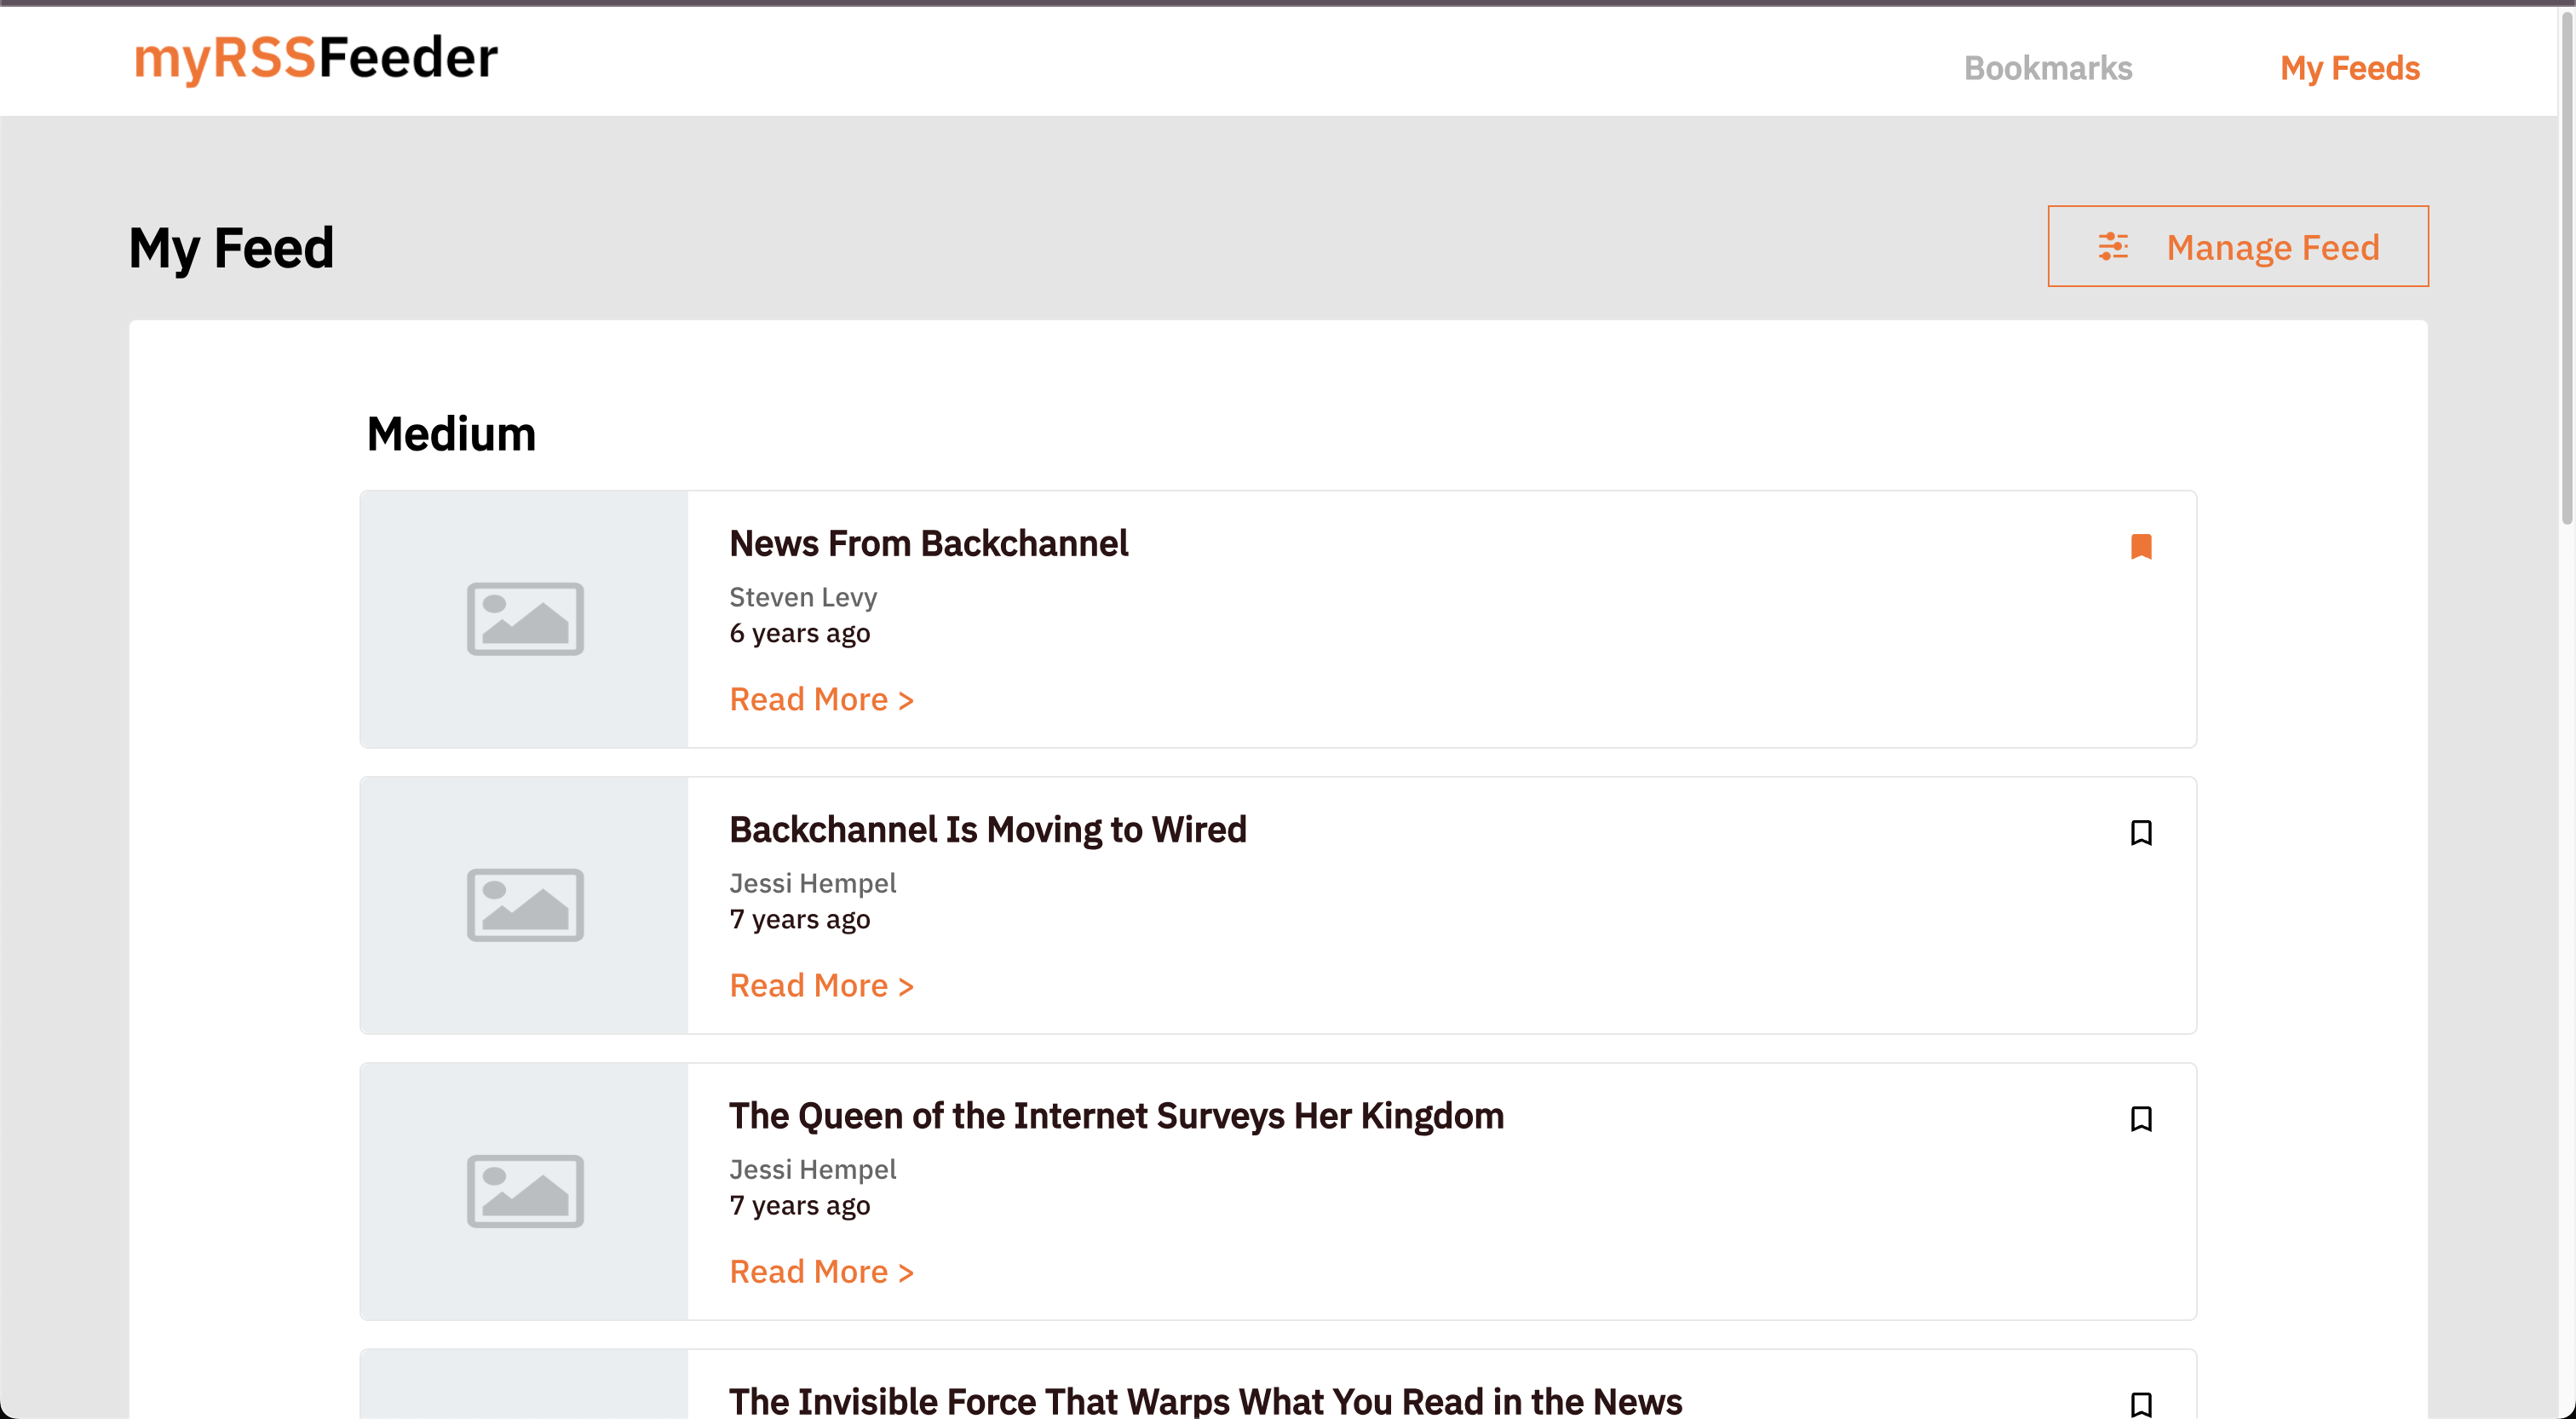 myRSSFeeder
Bookmarks
My Feeds
My Feed
Manage Feed
Medium
News From Backchannel
Steven Levy
6 years ago
Read More >
Backchannel Is Moving to Wired
Jessi Hempel
7 years ago
Read More >
The Queen of the Internet Surveys Her Kingdom
Jessi Hempel
7 years ago
Read More >
The Invisible Force That Warps What You Read in the News